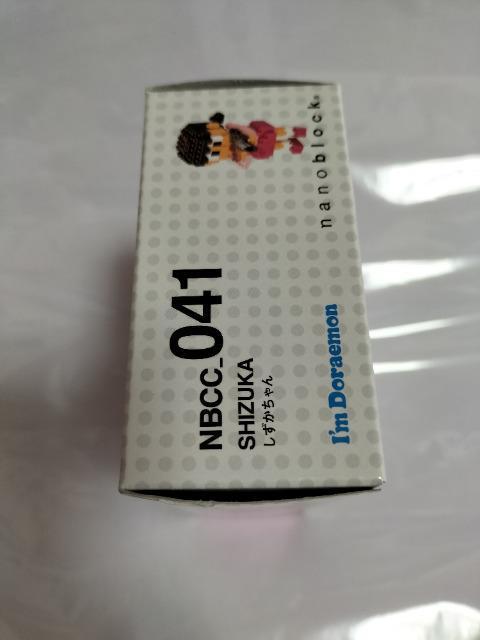 NBCC_041
SHIZUKA
しずかちゃん
nanoblock®
I'm Doraemon